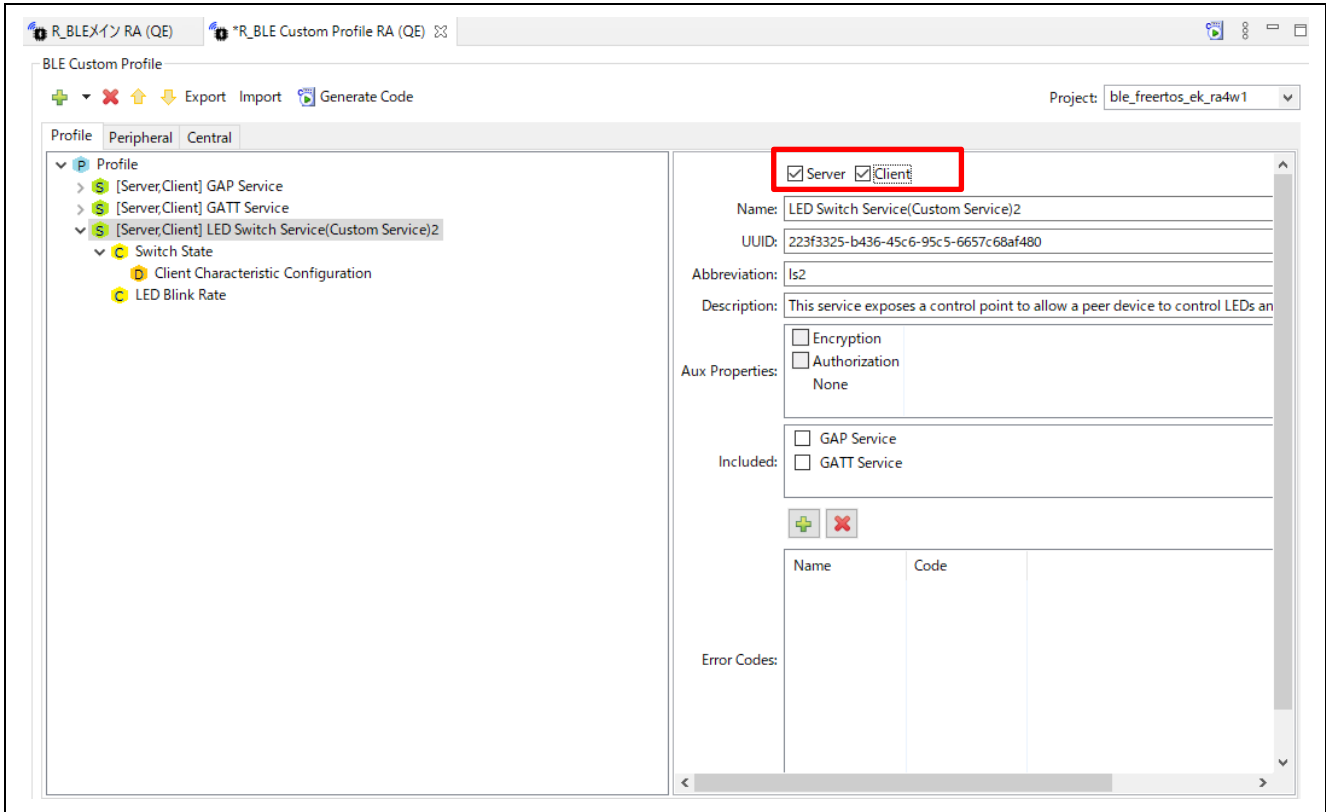 R_BLEメイン RA (QE) *R_BLE Custom Profile RA (QE)
BLE Custom Profile
Export Import Generate Code Project: ble_freertos_ek_ra4w1
Profile Peripheral Central
Profile
[Server,Client] GAP Service
[Server,Client] GATT Service
[Server,Client] LED Switch Service(Custom Service)2
Switch State
Client Characteristic Configuration
LED Blink Rate
Server Client
Name: LED Switch Service(Custom Service)2
UUID: 223f3325-b436-45c6-95c5-6657c68af480
Abbreviation: ls2
Description: This service exposes a control point to allow a peer device to control LEDs an
Aux Properties:
Encryption
Authorization
None
Included:
GAP Service
GATT Service
Name Code
Error Codes: